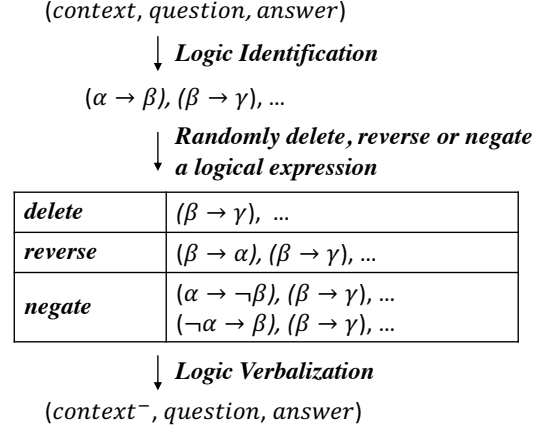 (context, question, answer)
Logic Identification
(α → β), (β → γ), ...
Randomly delete, reverse or negate
a logical expression
delete (β → γ), ...
reverse (β → α), (β → γ), ...
negate (α → ¬β), (β → γ), ...
(¬α → β), (β → γ), ...
Logic Verbalization
(context⁻, question, answer)